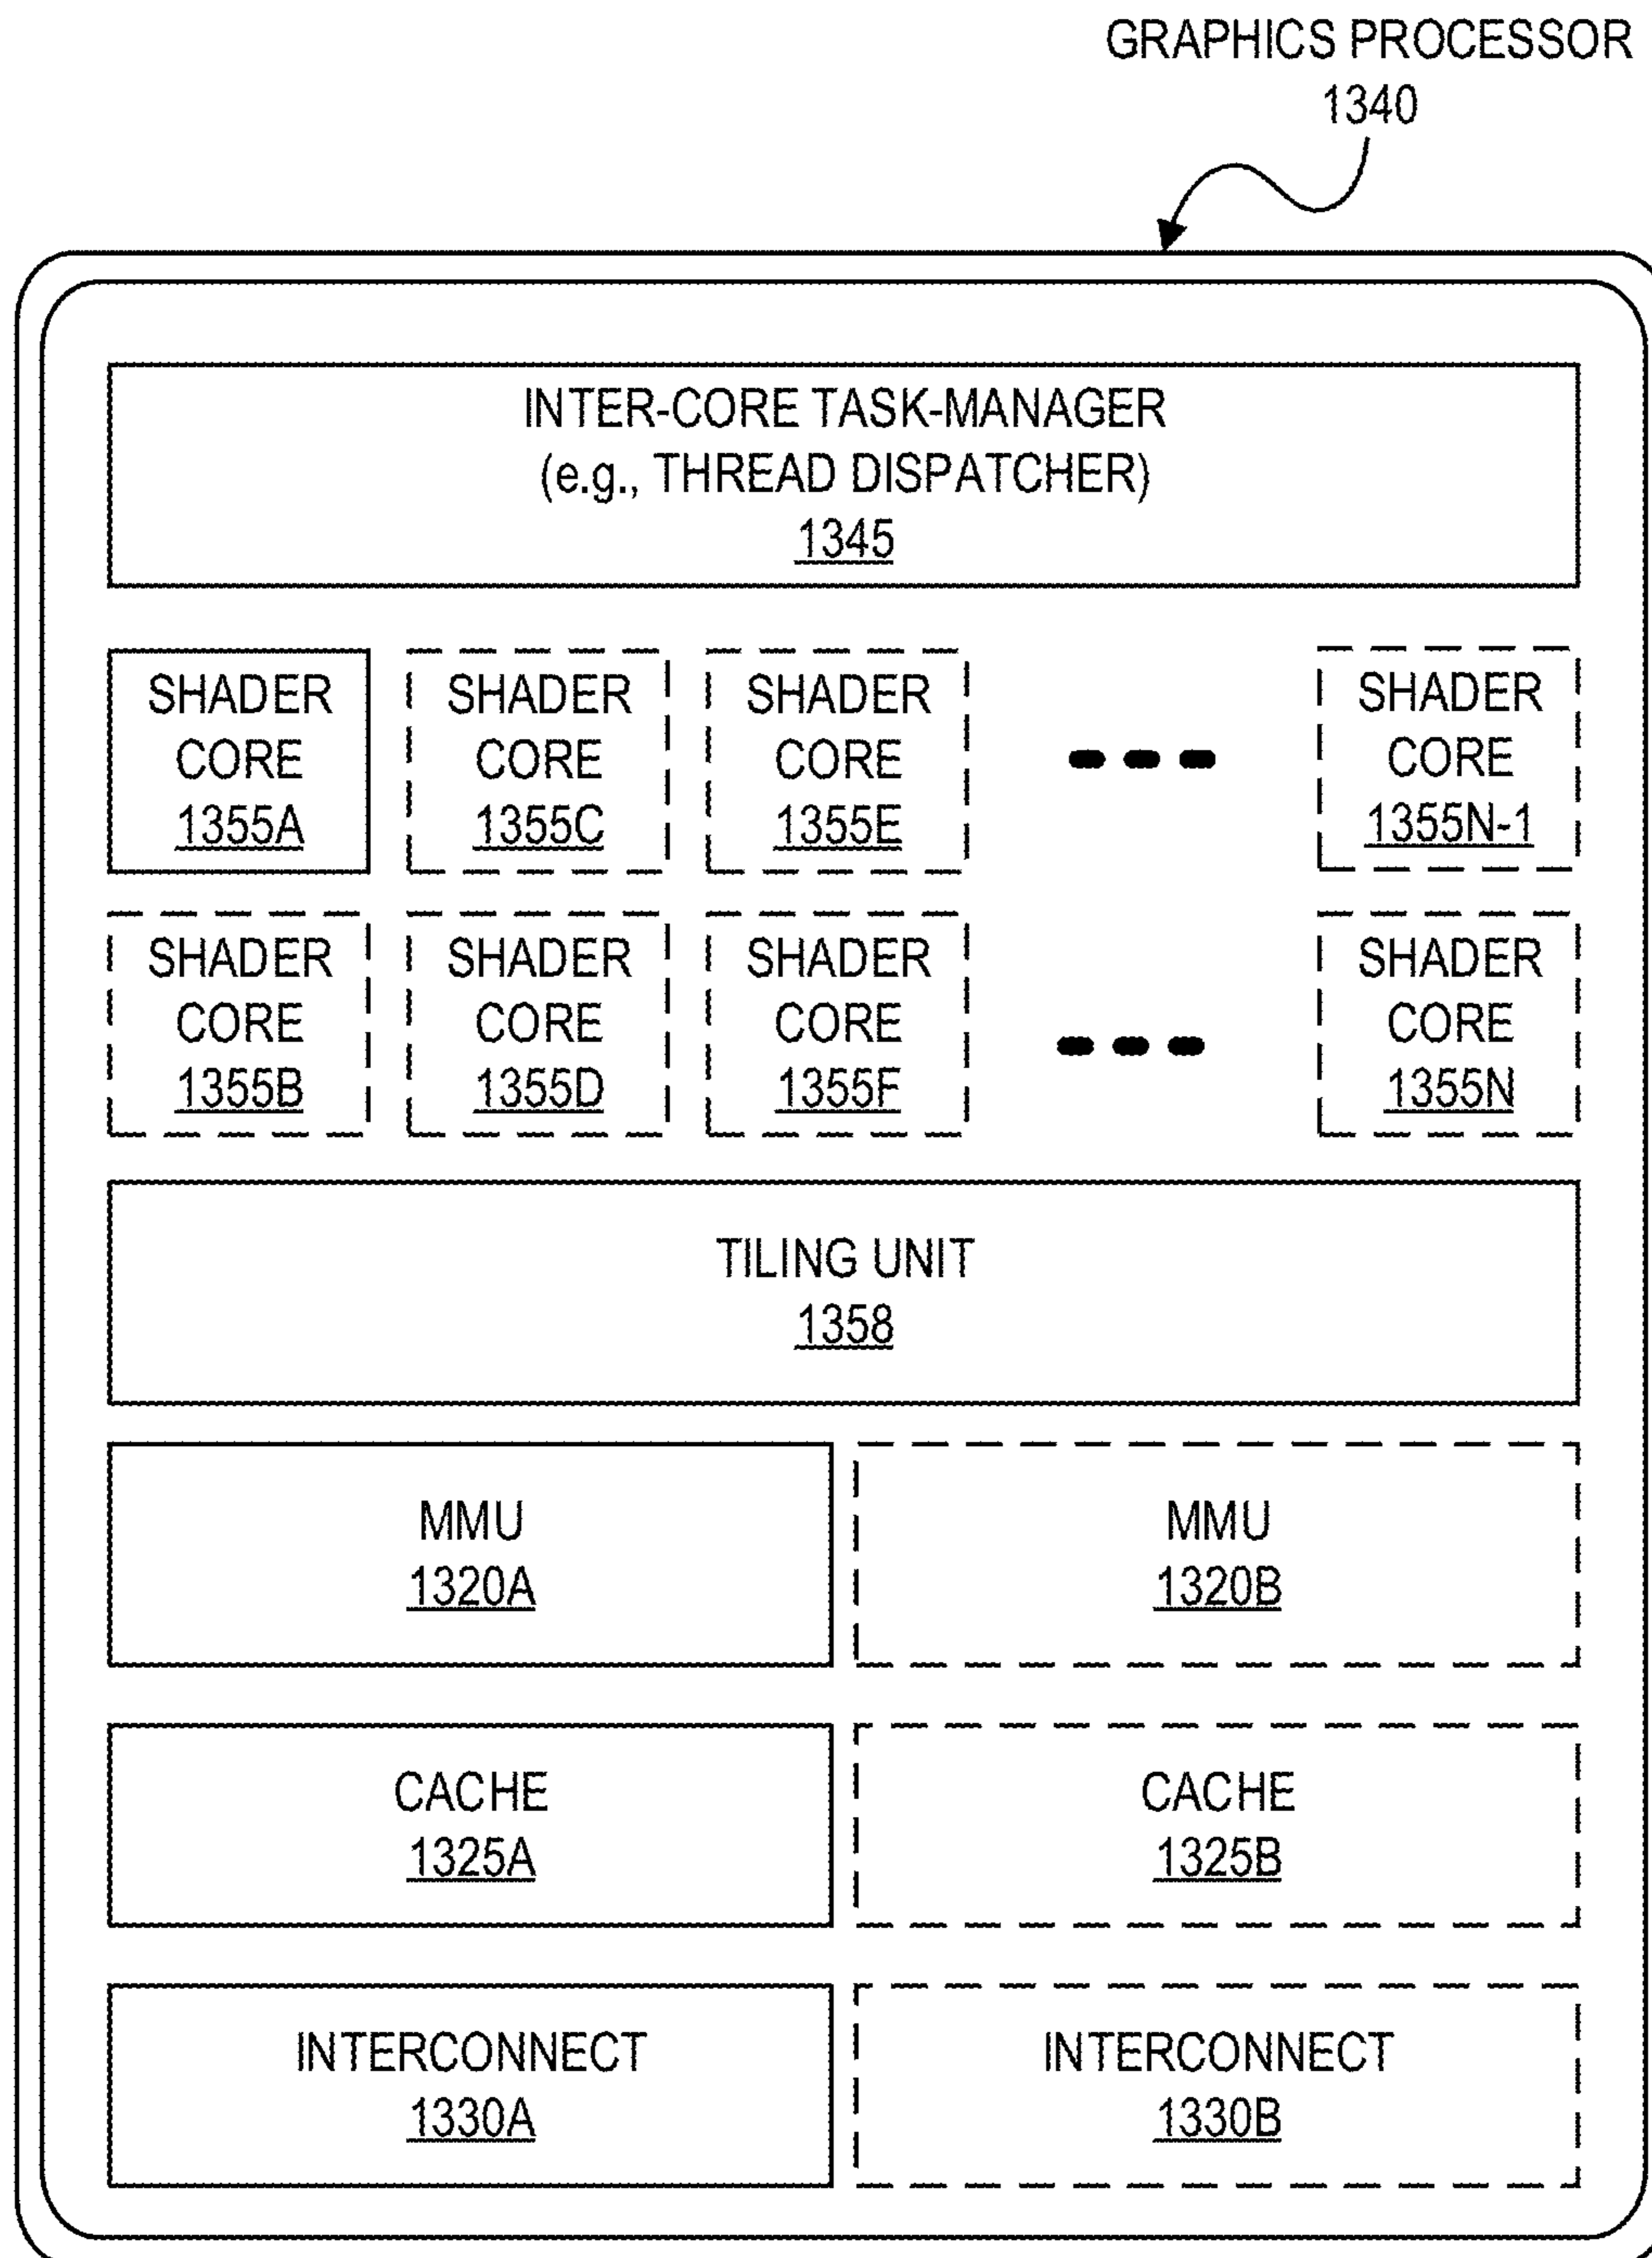 GRAPHICS PROCESSOR
1340
INTER-CORE TASK-MANAGER
(e.g., THREAD DISPATCHER)
1345
SHADER
CORE
1355A
SHADER
CORE
1355C
SHADER
CORE
1355E
SHADER
CORE
1355N-1
SHADER
CORE
1355B
SHADER
CORE
1355D
SHADER
CORE
1355F
SHADER
CORE
1355N
TILING UNIT
1358
MMU
1320A
MMU
1320B
CACHE
1325A
CACHE
1325B
INTERCONNECT
1330A
INTERCONNECT
1330B